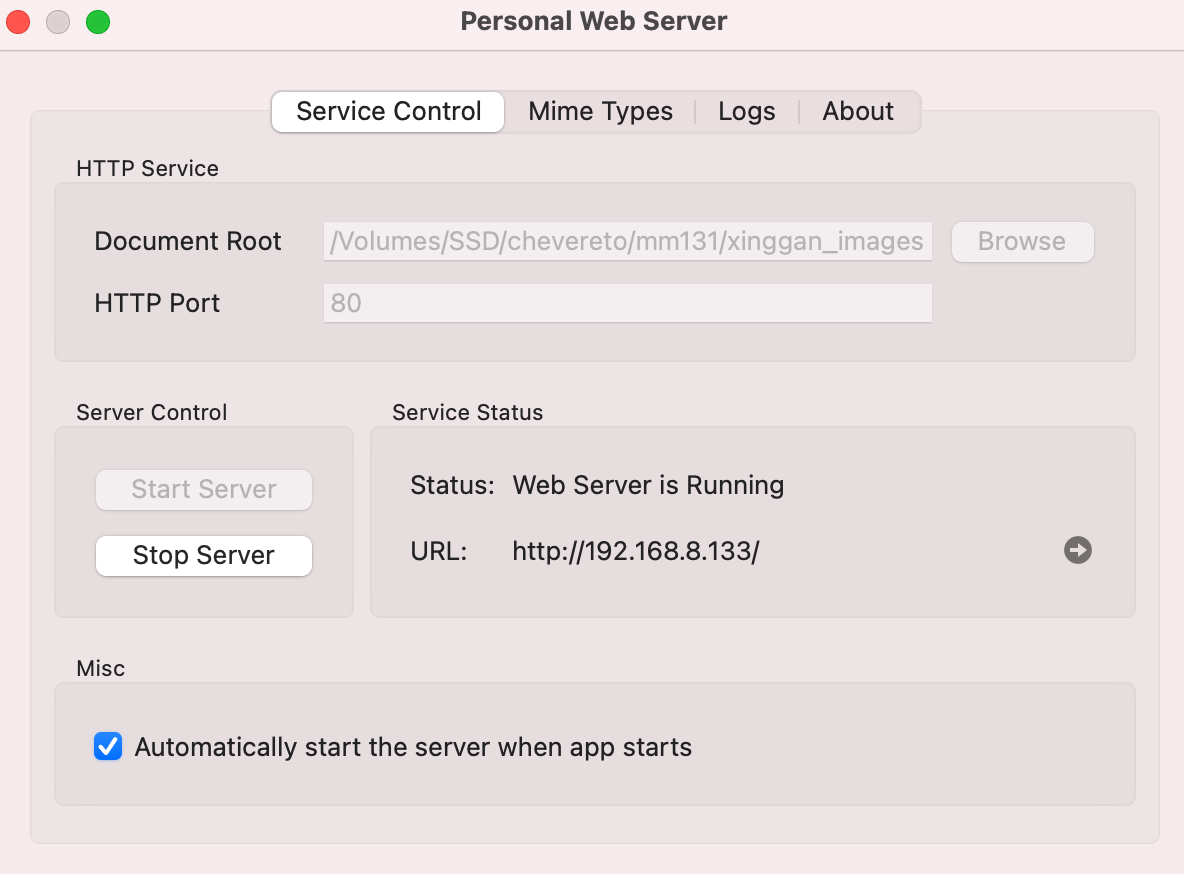 Personal Web Server
Service Control Mime Types Logs About
HTTP Service
Document Root /Volumes/SSD/chevereto/mm131/xinggan_images Browse
HTTP Port 80
Server Control
Start Server
Stop Server
Service Status
Status: Web Server is Running
URL: http://192.168.8.133/
Misc
Automatically start the server when app starts